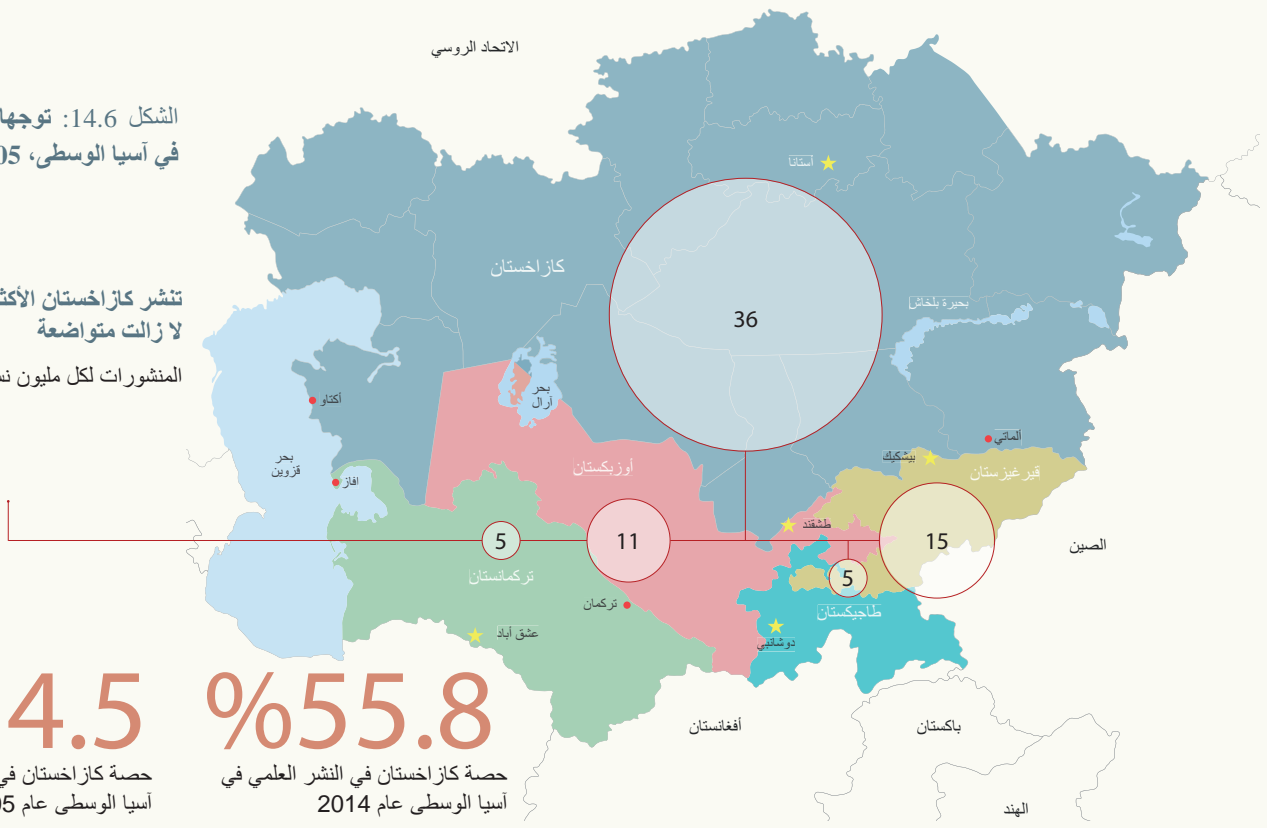 الاتحاد الروسي
الشكل 14.6: توجها
في آسيا الوسطى، 05
أستانا
كازاخستان
تنشر كازاخستان الأكث
لا زالت متواضعة
المنشورات لكل مليون نس
بحيرة بلخاش
36
بحر
آرال
أكتاو
ألماتي
بيشكيك
قيرغيزستان
بحر
قزوين
أوزبكستان
افاز
طشقند
5
11
15
الصين
5
تركمانستان
تركمان
طاجيكستان
عشق أباد
دوشانبي
%55.8
حصة كازاخستان في النشر العلمي في
آسيا الوسطى عام 2014
4.5
حصة كازاخستان في
آسيا الوسطى عام 05
أفغانستان
باكستان
الهند